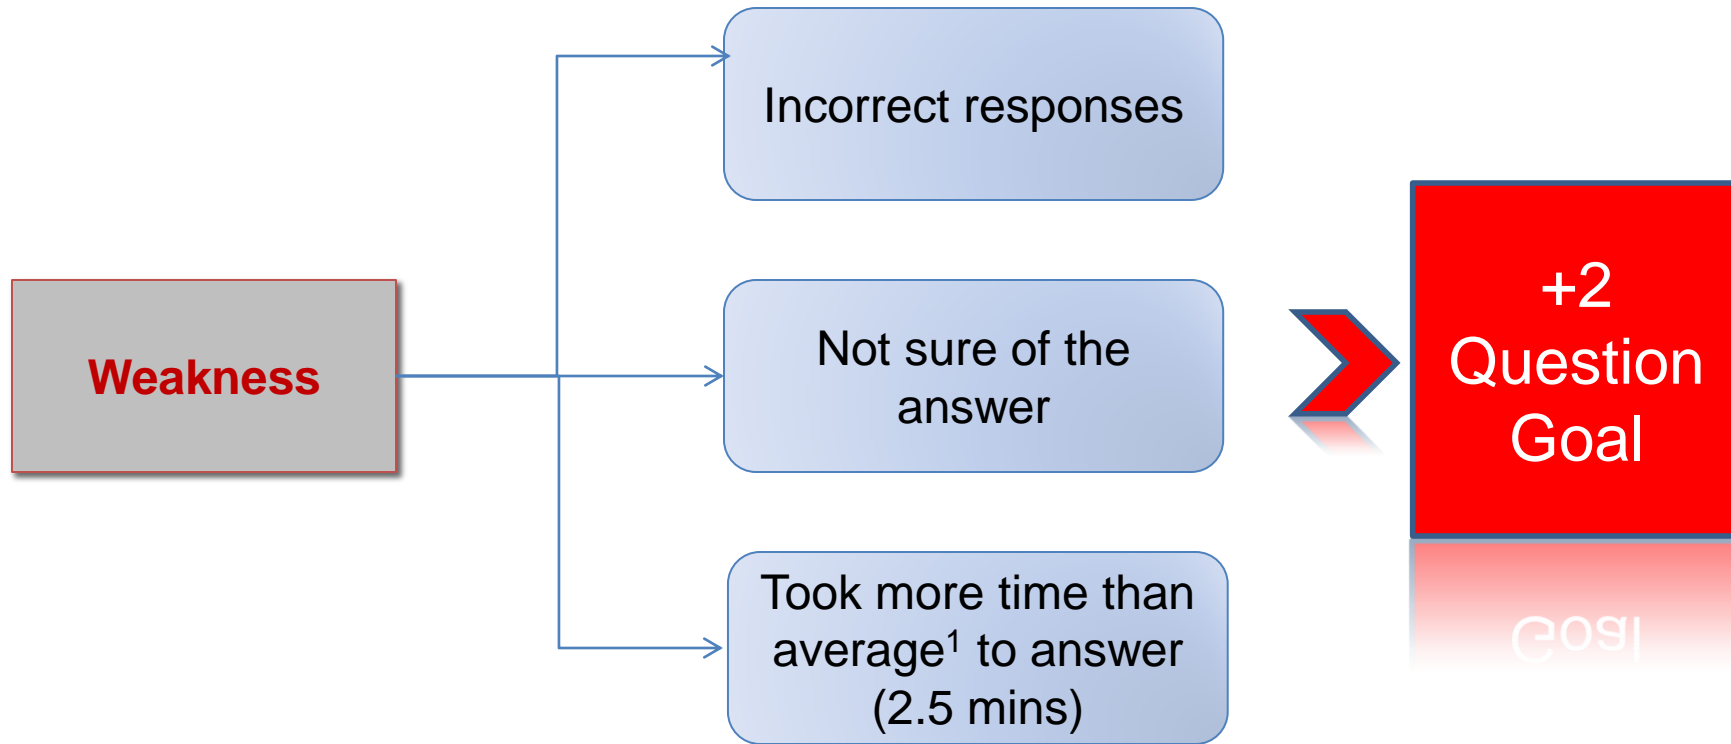 Incorrect responses
Weakness
Not sure of the
answer
+2
Question
Goal
Took more time than
average¹ to answer
(2.5 mins)